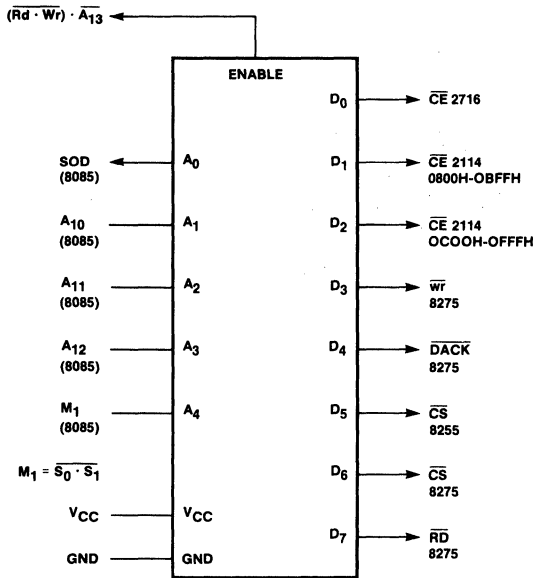 (Rd · Wr) · A13
ENABLE
D0 CE 2716
SOD A0 D1 CE 2114
(8085) 0800H-OBFFH
A10 A1 D2 CE 2114
(8085) OCOOH-OFFFH
A11 A2 D3 wr
(8085) 8275
A12 A3 D4 DACK
(8085) 8275
M1 A4 D5 CS
(8085) 8255
M1 = S0 · S1 D6 CS
8275
VCC VCC
D7 RD
GND GND 8275